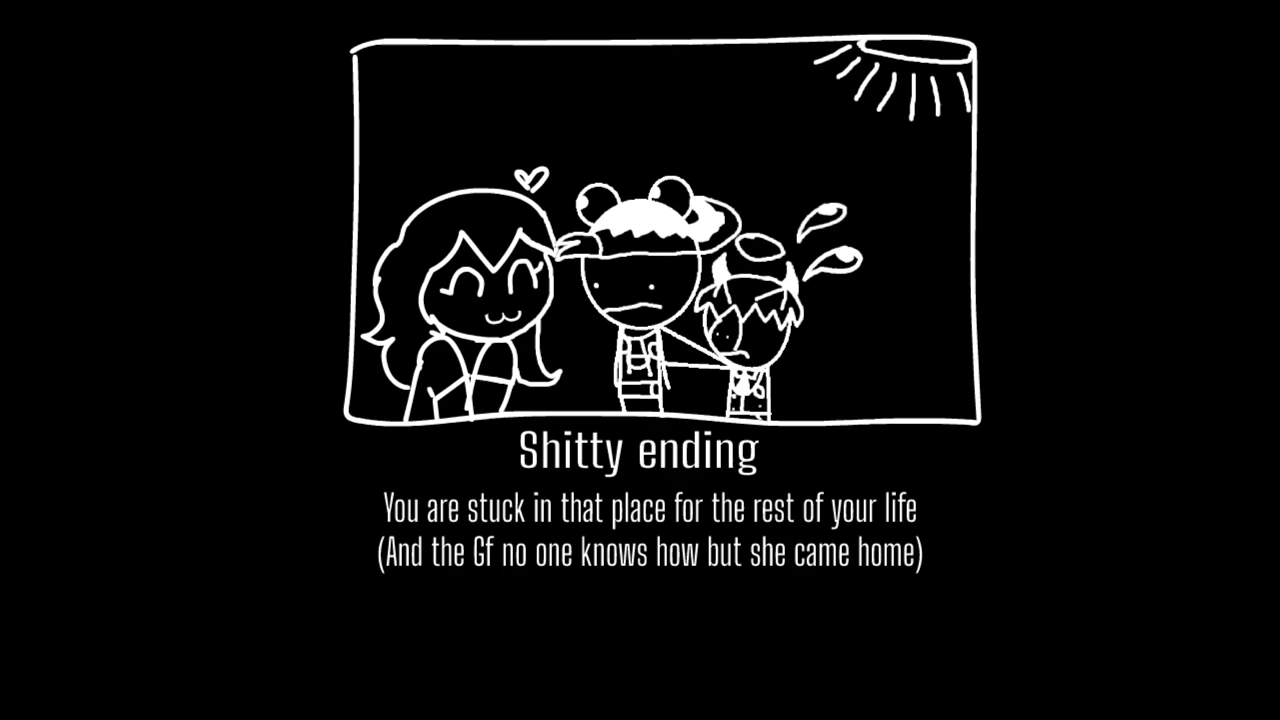 Shitty ending
You are stuck in that place for the rest of your life
(And the Gf no one knows how but she came home)